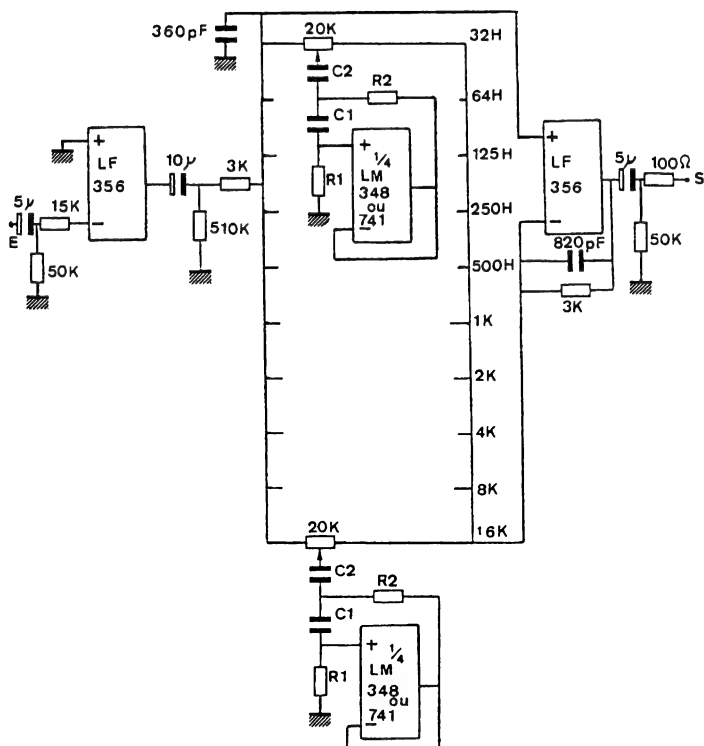 360pF
20K
32H
C2
R2
64H
C1
+
1/4
LM
348
ou
741
−
R1
125H
250H
500H
1K
2K
4K
8K
16K
+
LF
356
−
5µ
E
15K
50K
10µ
3K
510K
+
LF
356
−
5µ
100Ω
S
820pF
50K
3K
20K
C2
R2
C1
+
1/4
LM
348
ou
741
−
R1